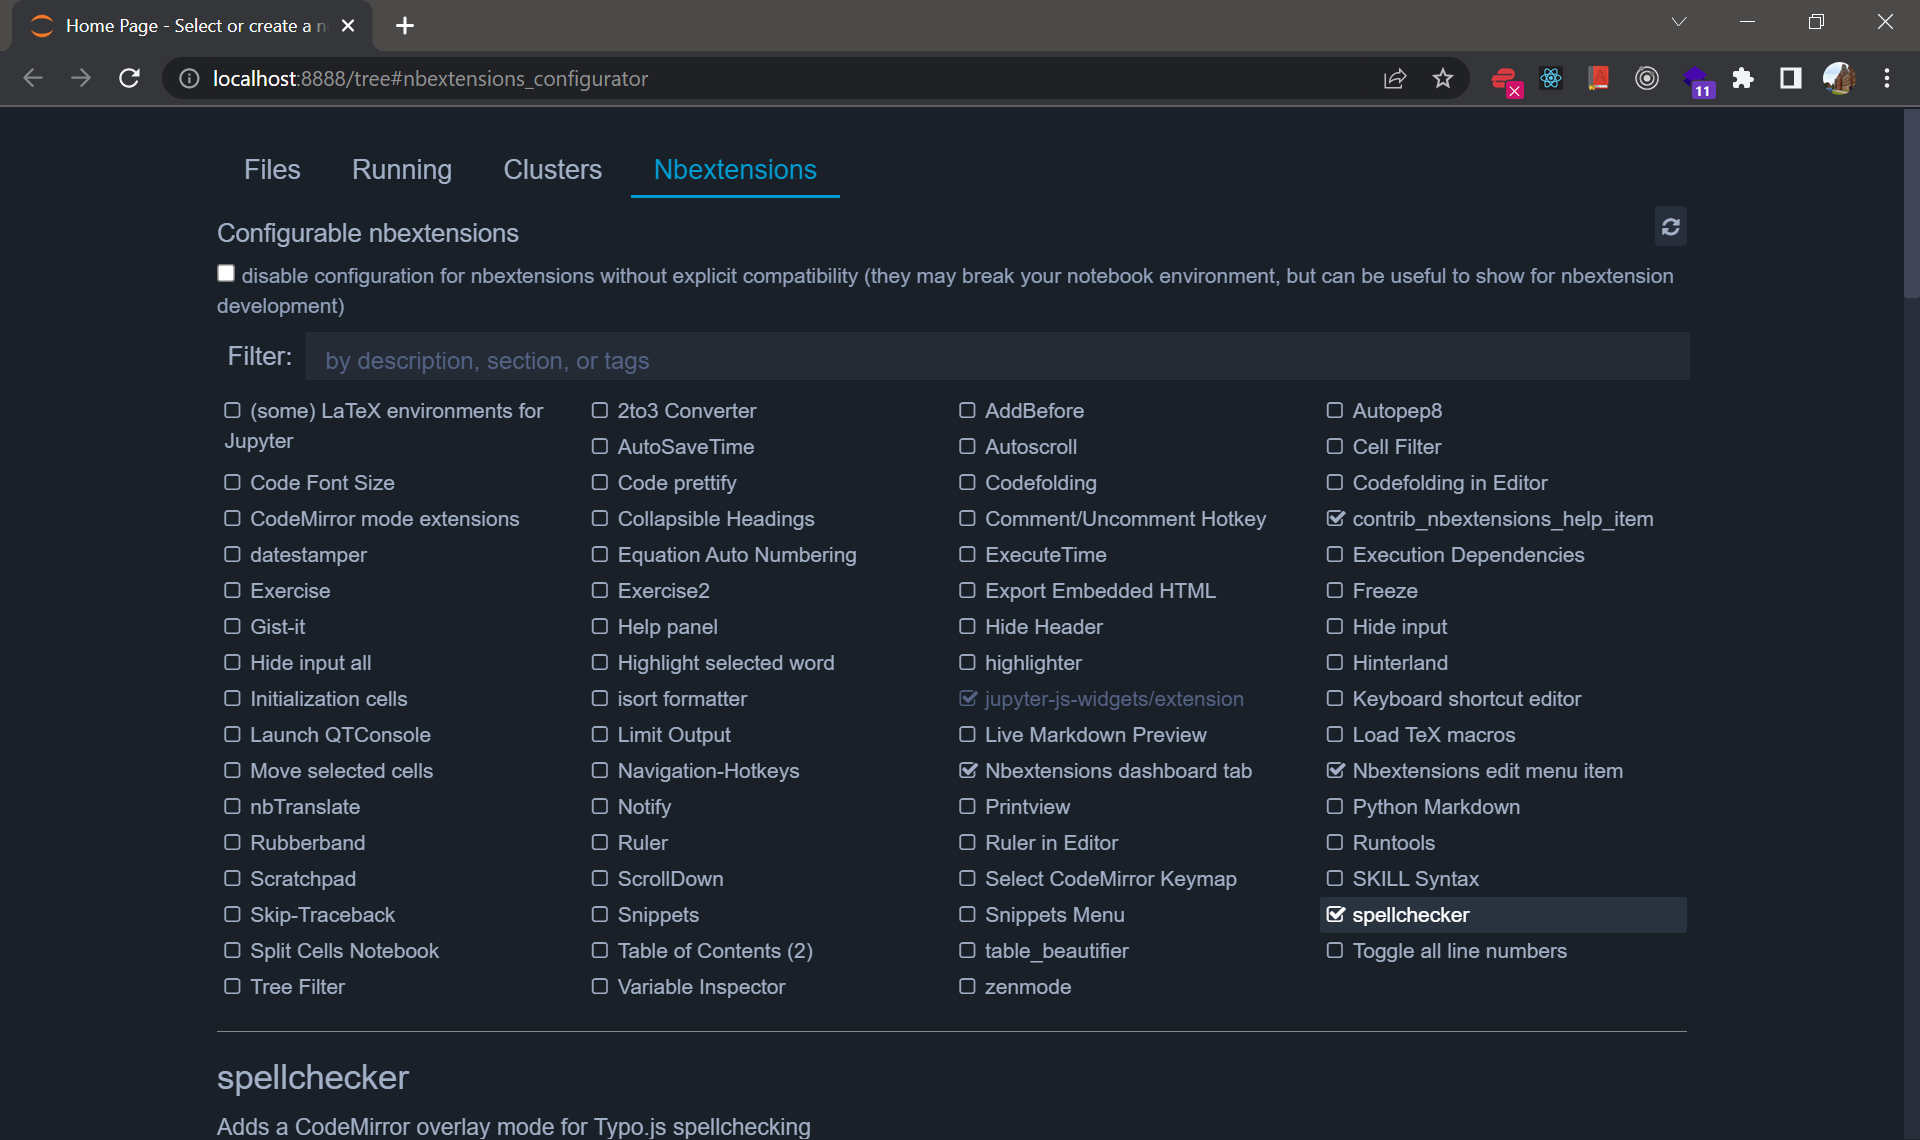 Home Page - Select or create a n
localhost:8888/tree#nbextensions_configurator
11
Files Running Clusters Nbextensions
Configurable nbextensions
disable configuration for nbextensions without explicit compatibility (they may break your notebook environment, but can be useful to show for nbextension
development)
Filter: by description, section, or tags
(some) LaTeX environments for
Jupyter
2to3 Converter
AddBefore
Autopep8
AutoSaveTime
Autoscroll
Cell Filter
Code Font Size
Code prettify
Codefolding
Codefolding in Editor
CodeMirror mode extensions
Collapsible Headings
Comment/Uncomment Hotkey
contrib_nbextensions_help_item
datestamper
Equation Auto Numbering
ExecuteTime
Execution Dependencies
Exercise
Exercise2
Export Embedded HTML
Freeze
Gist-it
Help panel
Hide Header
Hide input
Hide input all
Highlight selected word
highlighter
Hinterland
Initialization cells
isort formatter
jupyter-js-widgets/extension
Keyboard shortcut editor
Launch QTConsole
Limit Output
Live Markdown Preview
Load TeX macros
Move selected cells
Navigation-Hotkeys
Nbextensions dashboard tab
Nbextensions edit menu item
nbTranslate
Notify
Printview
Python Markdown
Rubberband
Ruler
Ruler in Editor
Runtools
Scratchpad
ScrollDown
Select CodeMirror Keymap
SKILL Syntax
Skip-Traceback
Snippets
Snippets Menu
spellchecker
Split Cells Notebook
Table of Contents (2)
table_beautifier
Toggle all line numbers
Tree Filter
Variable Inspector
zenmode
spellchecker
Adds a CodeMirror overlay mode for Typo.js spellchecking